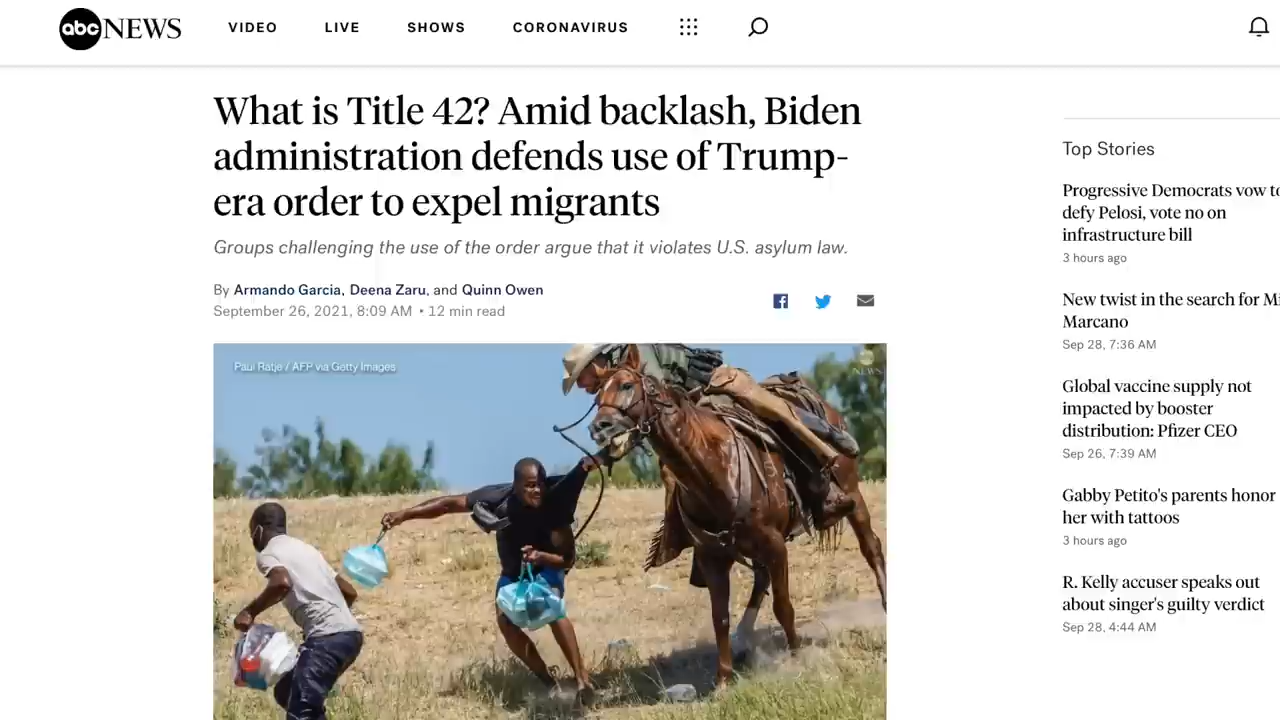 abc NEWS
VIDEO
LIVE
SHOWS
CORONAVIRUS
What is Title 42? Amid backlash, Biden
administration defends use of Trump-
era order to expel migrants
Groups challenging the use of the order argue that it violates U.S. asylum law.
By Armando Garcia, Deena Zaru, and Quinn Owen
September 26, 2021, 8:09 AM • 12 min read
Paul Ratje / AFP via Getty Images
abc
NEWS
Top Stories
Progressive Democrats vow to
defy Pelosi, vote no on
infrastructure bill
3 hours ago
New twist in the search for Mi
Marcano
Sep 28, 7:36 AM
Global vaccine supply not
impacted by booster
distribution: Pfizer CEO
Sep 26, 7:39 AM
Gabby Petito's parents honor
her with tattoos
3 hours ago
R. Kelly accuser speaks out
about singer's guilty verdict
Sep 28, 4:44 AM